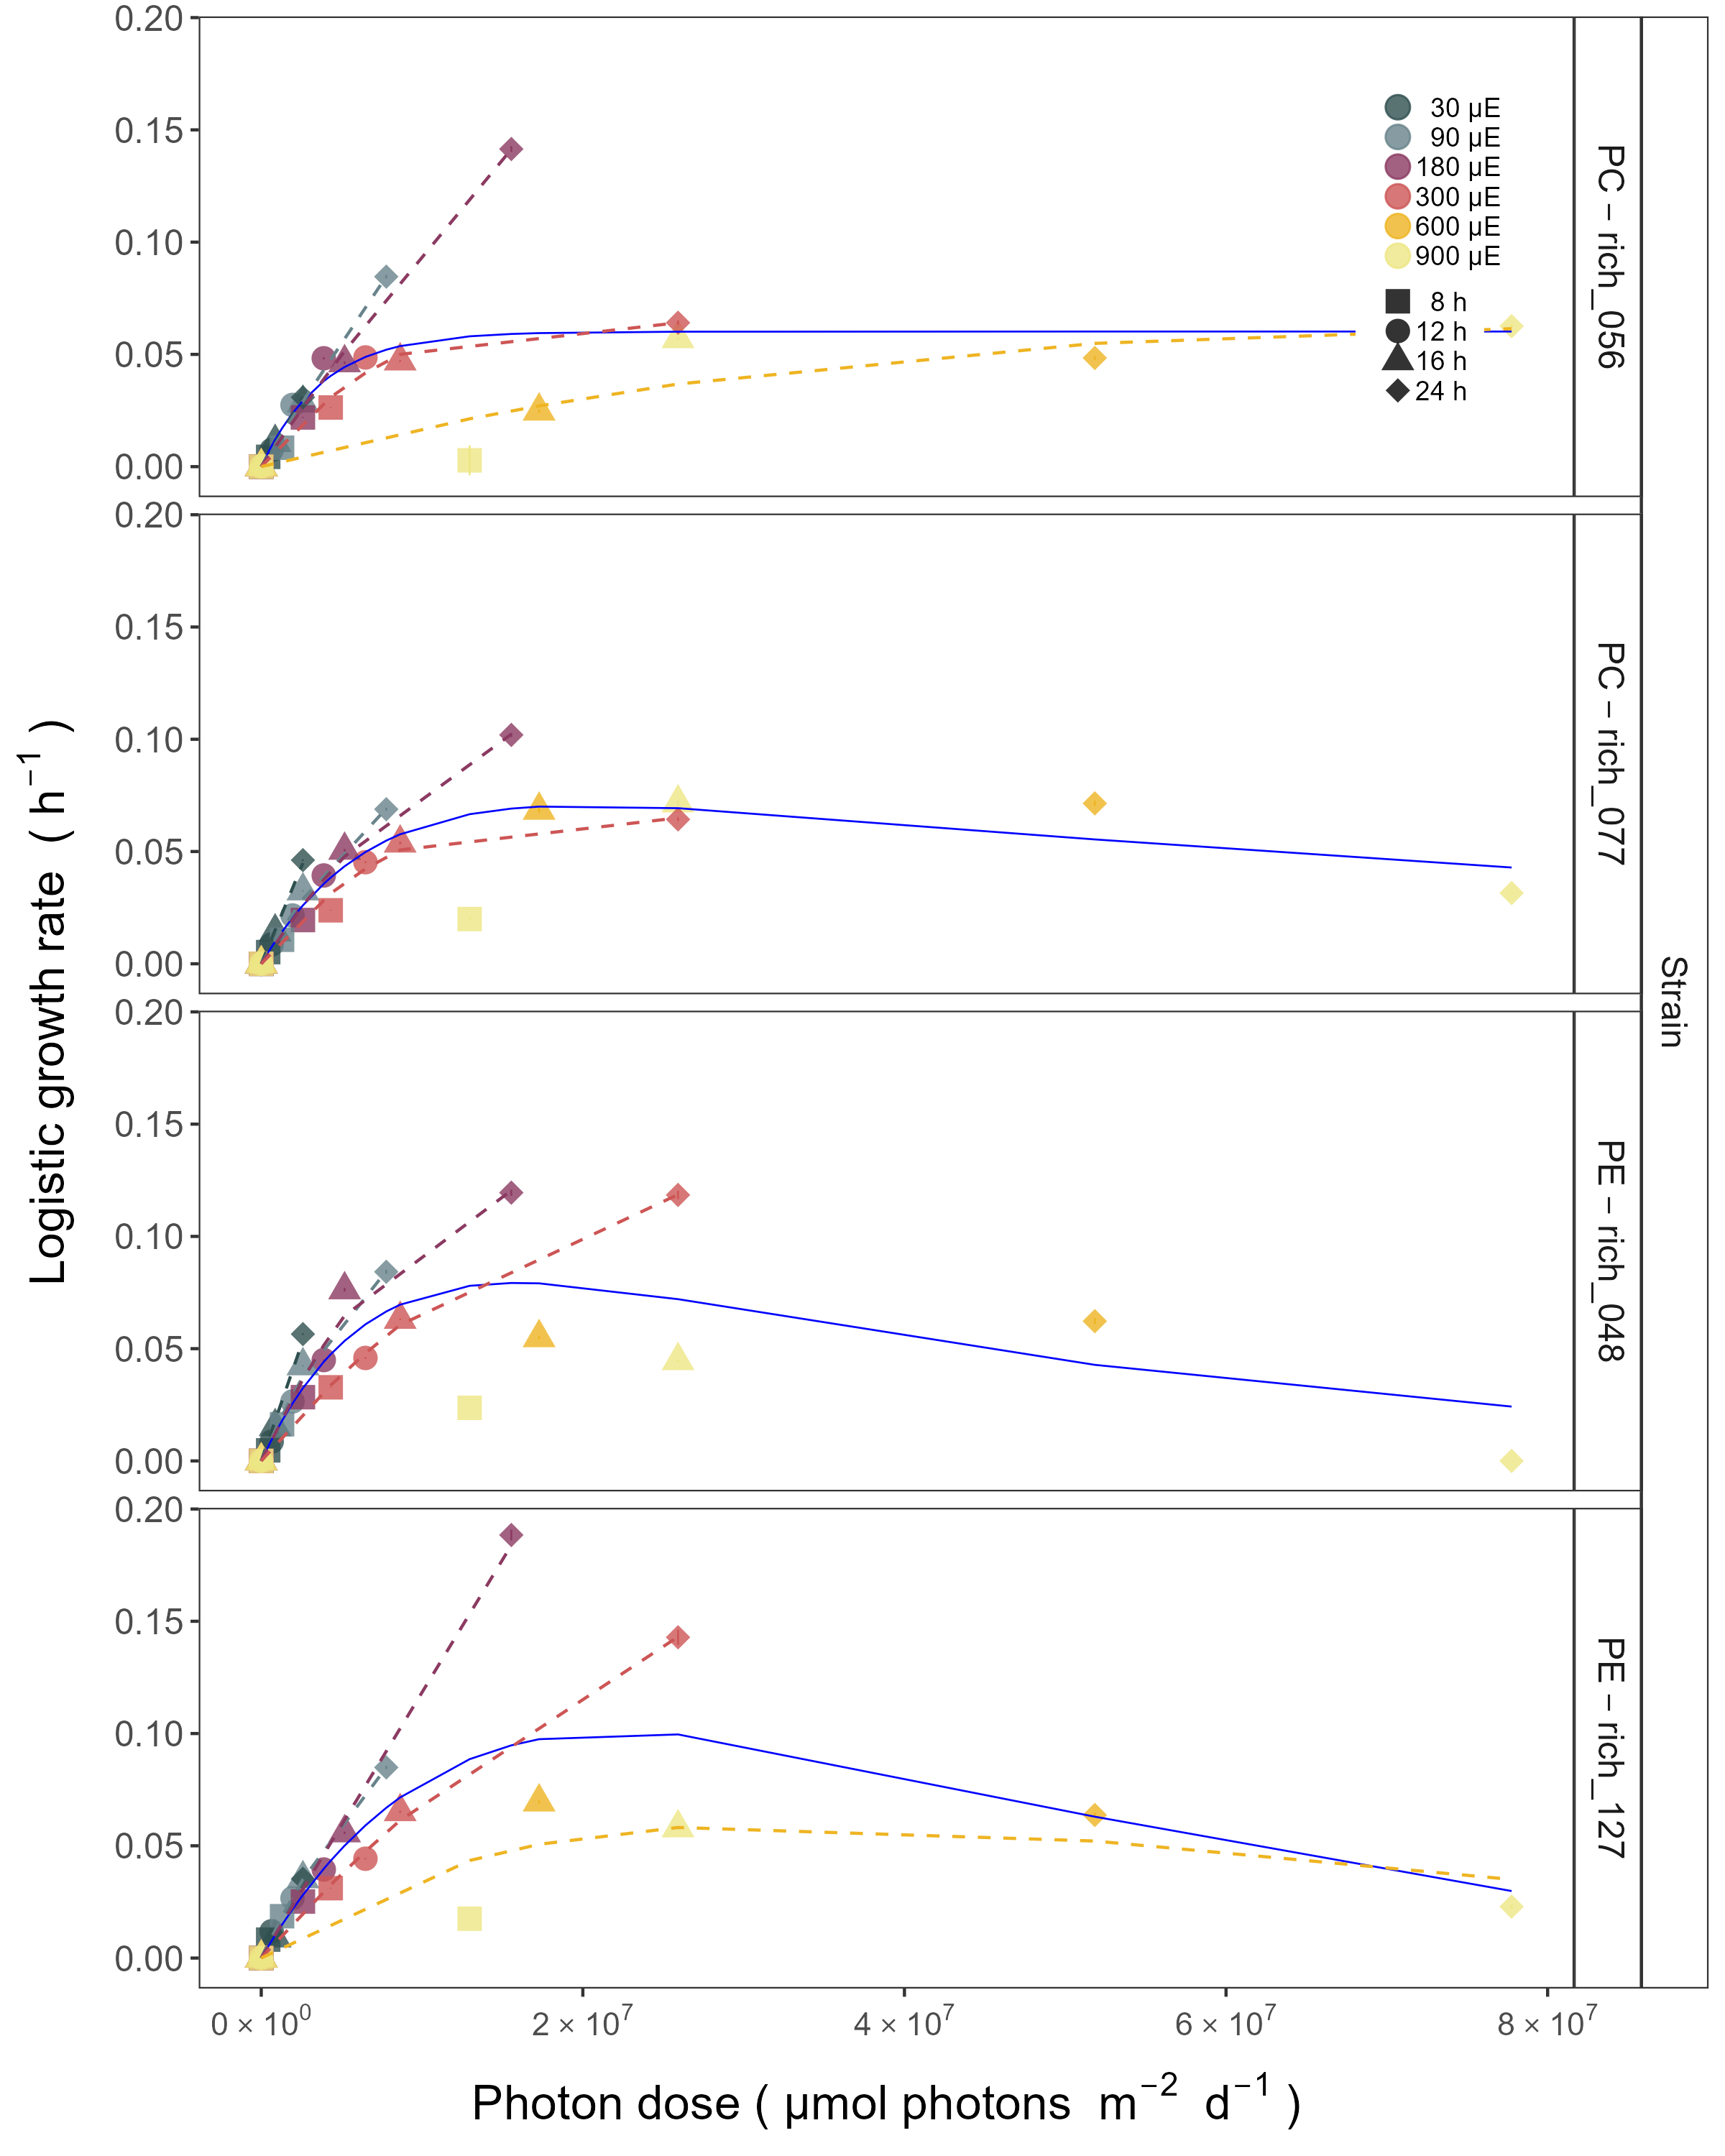 0.20
0.15
0.10
0.05
0.00
30 µE
90 µE
180 µE
300 µE
600 µE
900 µE
8 h
12 h
16 h
24 h
PC − rich_056
0.20
0.15
0.10
0.05
0.00
PC − rich_077
0.20
0.15
0.10
0.05
0.00
PE − rich_048
0.20
0.15
0.10
0.05
0.00
PE − rich_127
Strain
Logistic growth rate ( h⁻¹ )
0 × 10⁰ 2 × 10⁷ 4 × 10⁷ 6 × 10⁷ 8 × 10⁷
Photon dose ( µmol photons m⁻² d⁻¹ )